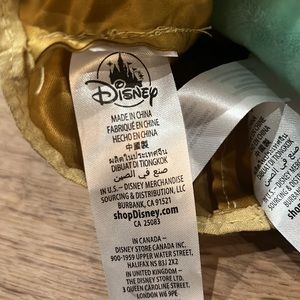 Disney
MADE IN CHINA
FABRIQUÉ EN CHINE
HECHO EN CHINA
中國製
ผลิตในประเทศจีน
DIBUAT DI TIONGKOK
صنع في الصين
IN U.S.– DISNEY MERCHANDISE
SOURCING & DISTRIBUTION LLC
BURBANK, CA 91521
shopDisney.com
CA 25083
IN CANADA –
DISNEY STORE CANADA INC.
900-1959 UPPER WATER STREET,
HALIFAX NS B3J 2X2
IN UNITED KINGDOM –
THE DISNEY STORE LTD
3 QUEEN CAROLINE STREET,
LONDON W6 9PE